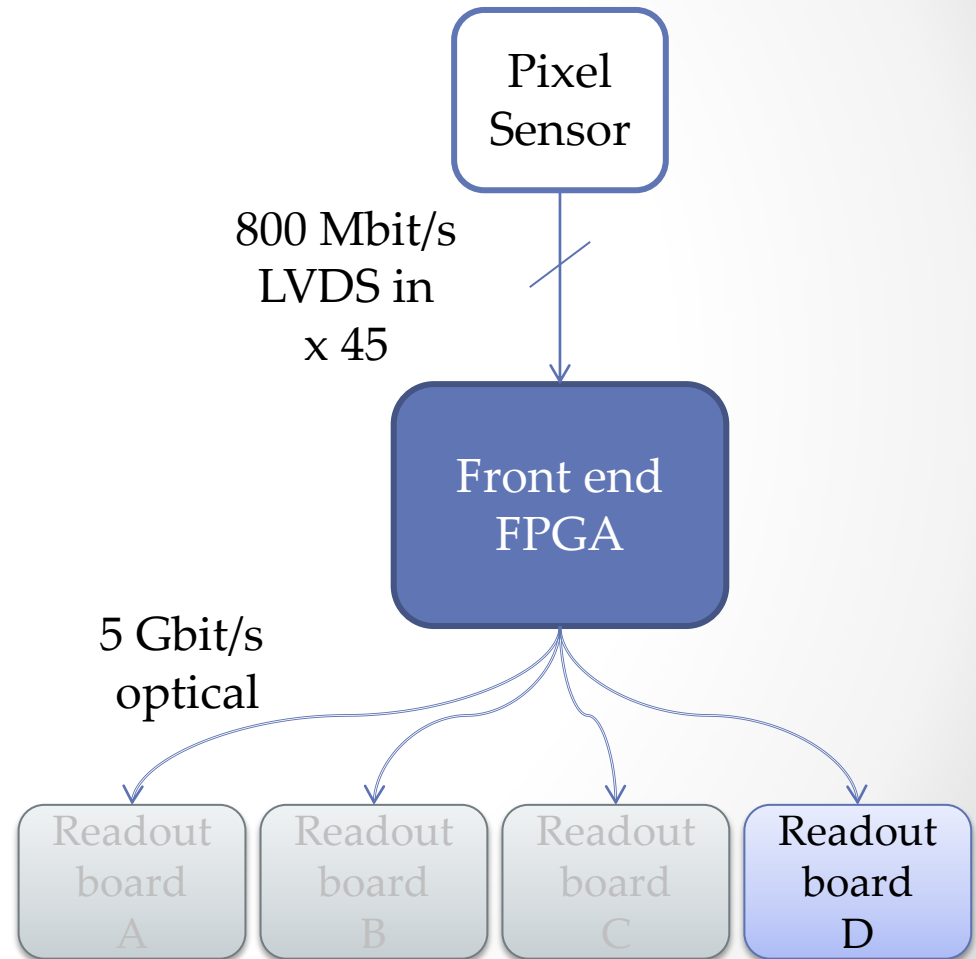 Pixel
Sensor
800 Mbit/s
LVDS in
x 45
Front end
FPGA
5 Gbit/s
optical
Readout
board
A
Readout
board
B
Readout
board
C
Readout
board
D